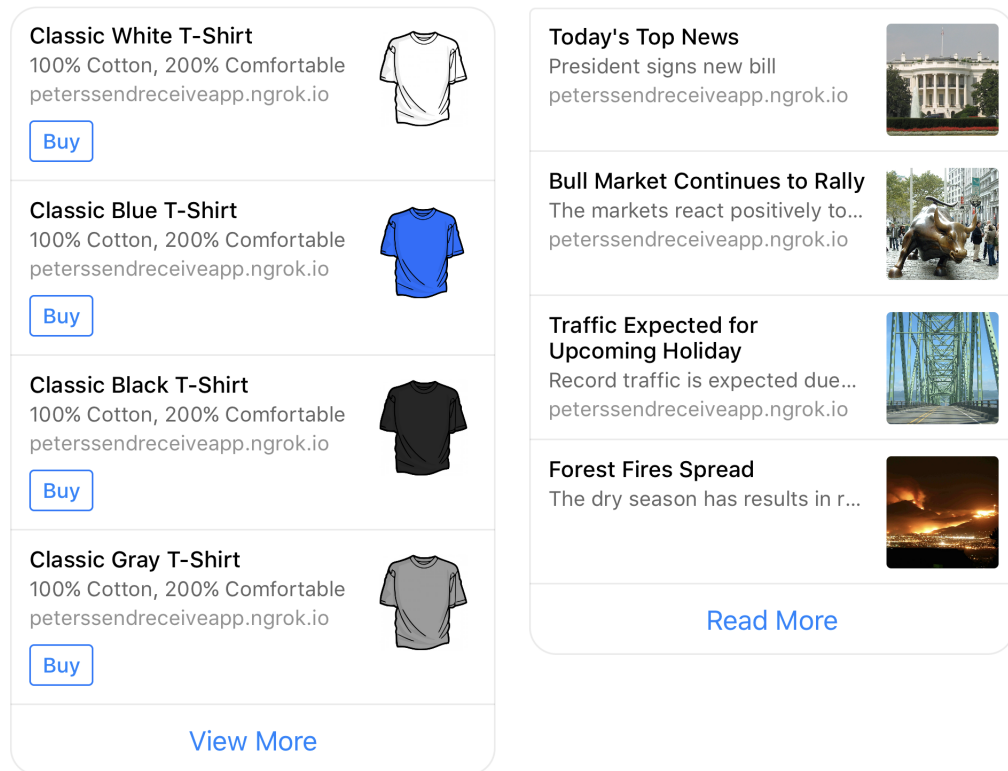 Classic White T-Shirt
100% Cotton, 200% Comfortable
peterssendreceiveapp.ngrok.io
Buy
Classic Blue T-Shirt
100% Cotton, 200% Comfortable
peterssendreceiveapp.ngrok.io
Buy
Classic Black T-Shirt
100% Cotton, 200% Comfortable
peterssendreceiveapp.ngrok.io
Buy
Classic Gray T-Shirt
100% Cotton, 200% Comfortable
peterssendreceiveapp.ngrok.io
Buy
View More
Today's Top News
President signs new bill
peterssendreceiveapp.ngrok.io
Bull Market Continues to Rally
The markets react positively to...
peterssendreceiveapp.ngrok.io
Traffic Expected for
Upcoming Holiday
Record traffic is expected due...
peterssendreceiveapp.ngrok.io
Forest Fires Spread
The dry season has results in r...
Read More